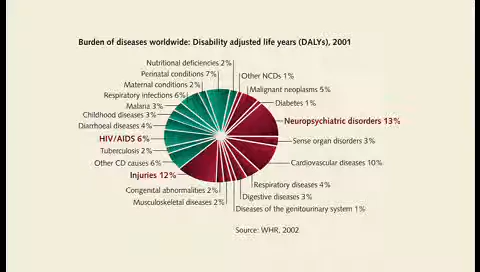 Burden of diseases worldwide: Disability adjusted life years (DALYs), 2001
Nutritional deficiencies 2%
Perinatal conditions 7%
Maternal conditions 2%
Respiratory infections 6%
Malaria 3%
Childhood diseases 3%
Diarrhoeal diseases 4%
HIV/AIDS 6%
Tuberculosis 2%
Other CD causes 6%
Injuries 12%
Congenital abnormalities 2%
Musculoskeletal diseases 2%
Other NCDs 1%
Malignant neoplasms 5%
Diabetes 1%
Neuropsychiatric disorders 13%
Sense organ disorders 3%
Cardiovascular diseases 10%
Respiratory diseases 4%
Digestive diseases 3%
Diseases of the genitourinary system 1%
Source: WHR, 2002